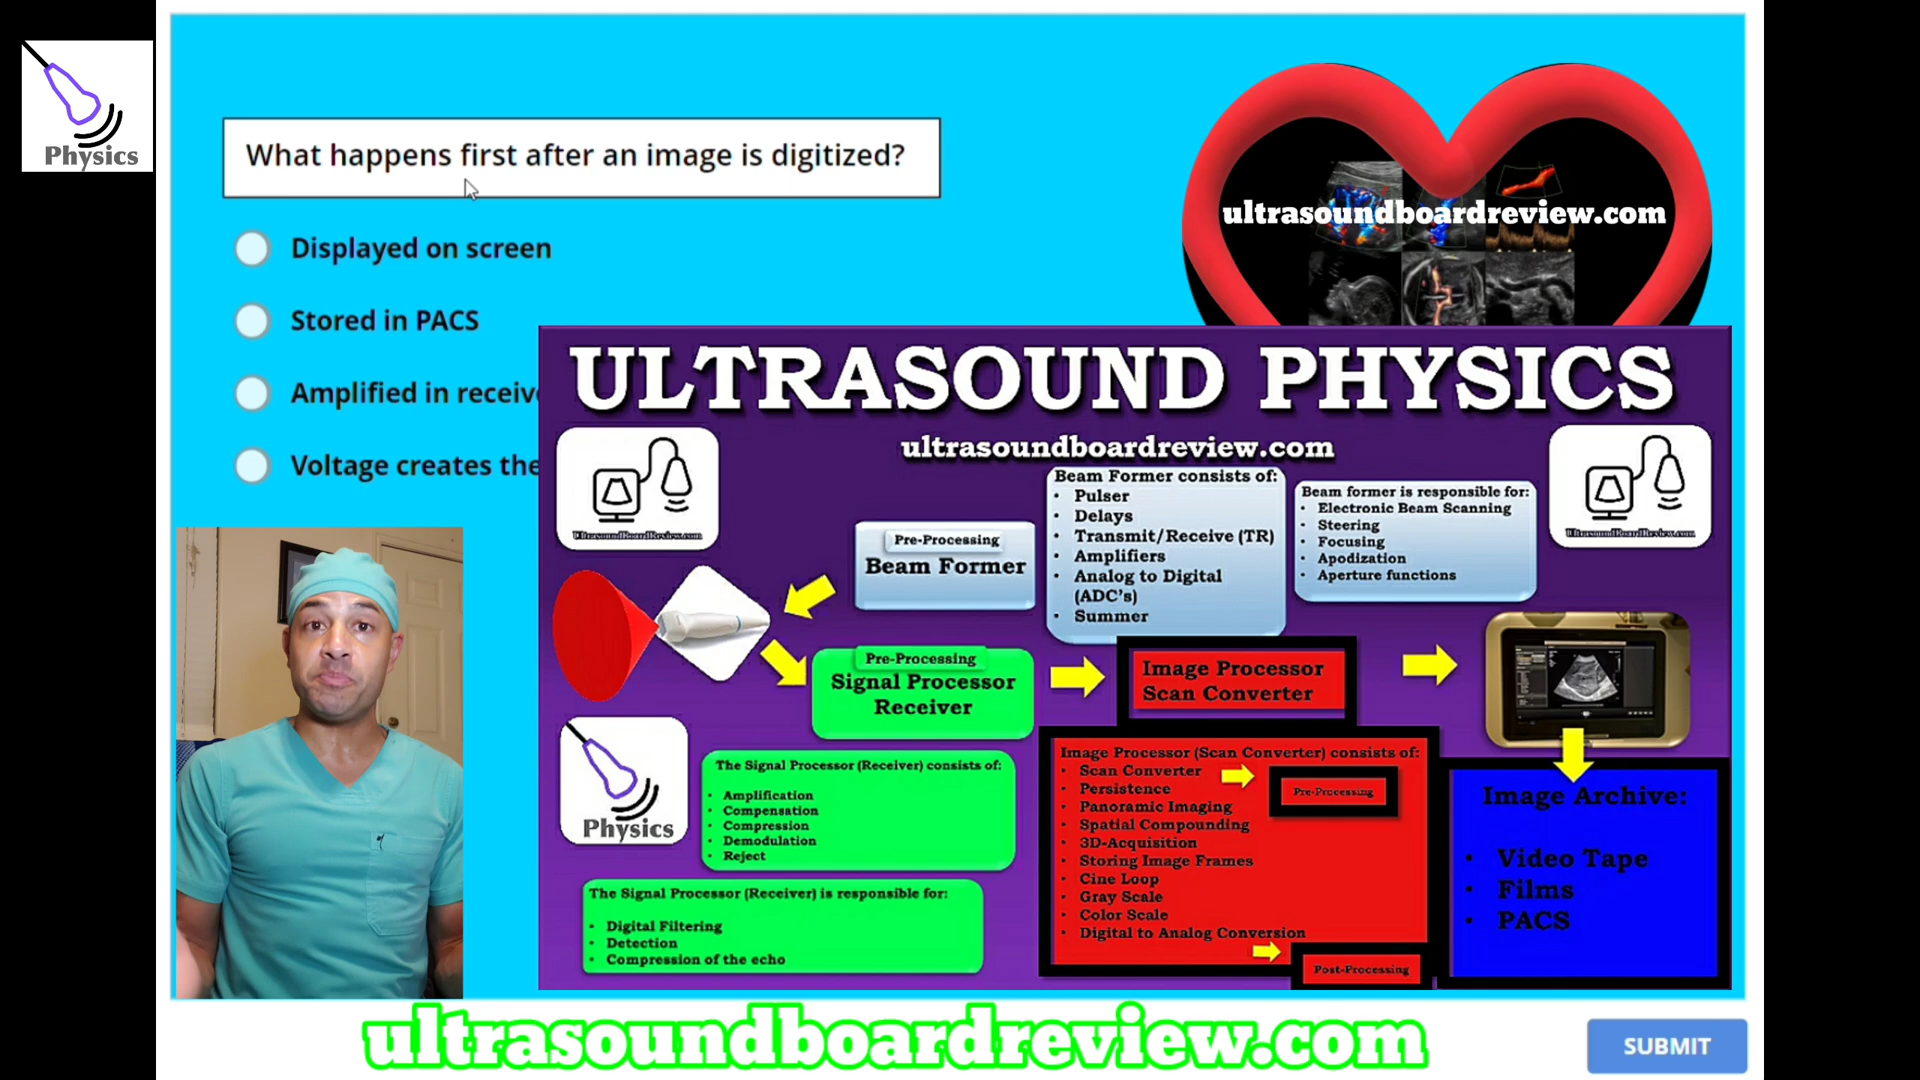 Physics
What happens first after an image is digitized?
Displayed on screen
Stored in PACS
Amplified in receive
Voltage creates the
ultrasoundboardreview.com
ULTRASOUND PHYSICS
ultrasoundboardreview.com
UltrasoundBoardReview.com
UltrasoundBoardReview.com
Pre-Processing
Beam Former
Beam Former consists of:
• Pulser
• Delays
• Transmit/Receive (TR)
• Amplifiers
• Analog to Digital
(ADC's)
• Summer
Beam former is responsible for:
• Electronic Beam Scanning
• Steering
• Focusing
• Apodization
• Aperture functions
Pre-Processing
Signal Processor
Receiver
Image Processor
Scan Converter
Physics
The Signal Processor (Receiver) consists of:
• Amplification
• Compensation
• Compression
• Demodulation
• Reject
The Signal Processor (Receiver) is responsible for:
• Digital Filtering
• Detection
• Compression of the echo
Image Processor (Scan Converter) consists of:
• Scan Converter
• Persistence
• Panoramic Imaging
• Spatial Compounding
• 3D-Acquisition
• Storing Image Frames
• Cine Loop
• Gray Scale
• Color Scale
• Digital to Analog Conversion
Pre-Processing
Post-Processing
Image Archive:
• Video Tape
• Films
• PACS
ultrasoundboardreview.com
SUBMIT